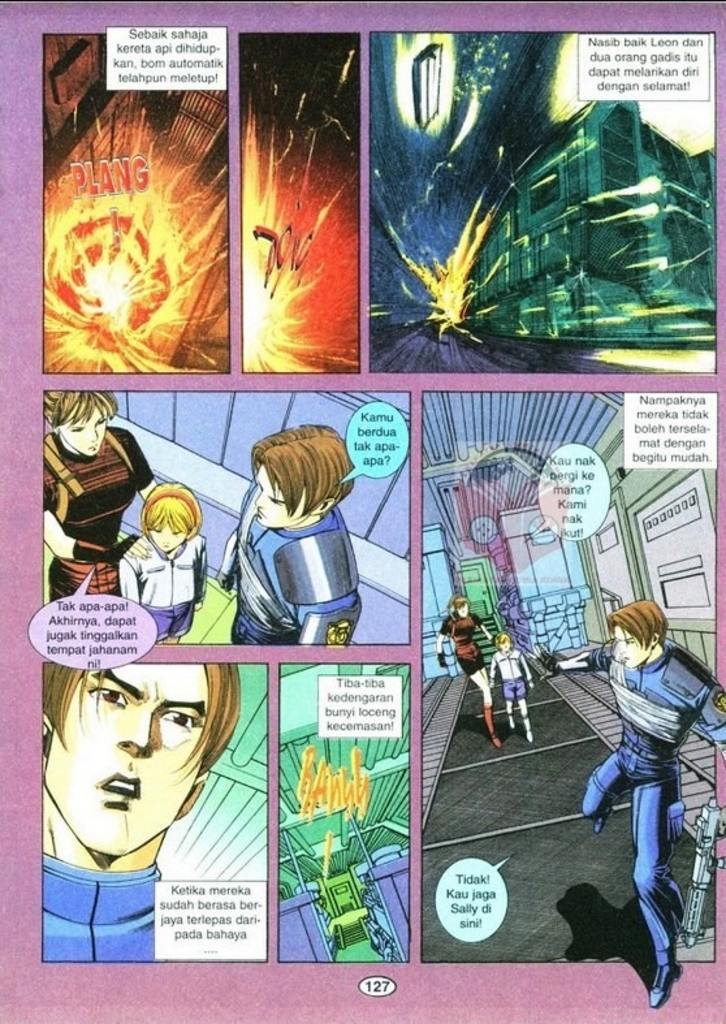 Sebaik sahaja
kereta api dihidup-
kan, bom automatik
telahpun meletup!
PLANG
!
Nasib baik Leon dan
dua orang gadis itu
dapat melarikan diri
dengan selamat!
Kamu
berdua
tak apa-
apa?
Tak apa-apa!
Akhirnya, dapat
jugak tinggalkan
tempat jahanam
ni!
Ketika mereka
sudah berasa ber-
jaya terlepas dari-
pada bahaya
....
Tiba-tiba
kedengaran
bunyi loceng
kecemasan!
!
Nampaknya
mereka tidak
boleh tersela-
mat dengan
begitu mudah.
Kau nak
pergi ke
mana?
Kami
nak
ikut!
Tidak!
Kau jaga
Sally di
sini!
127